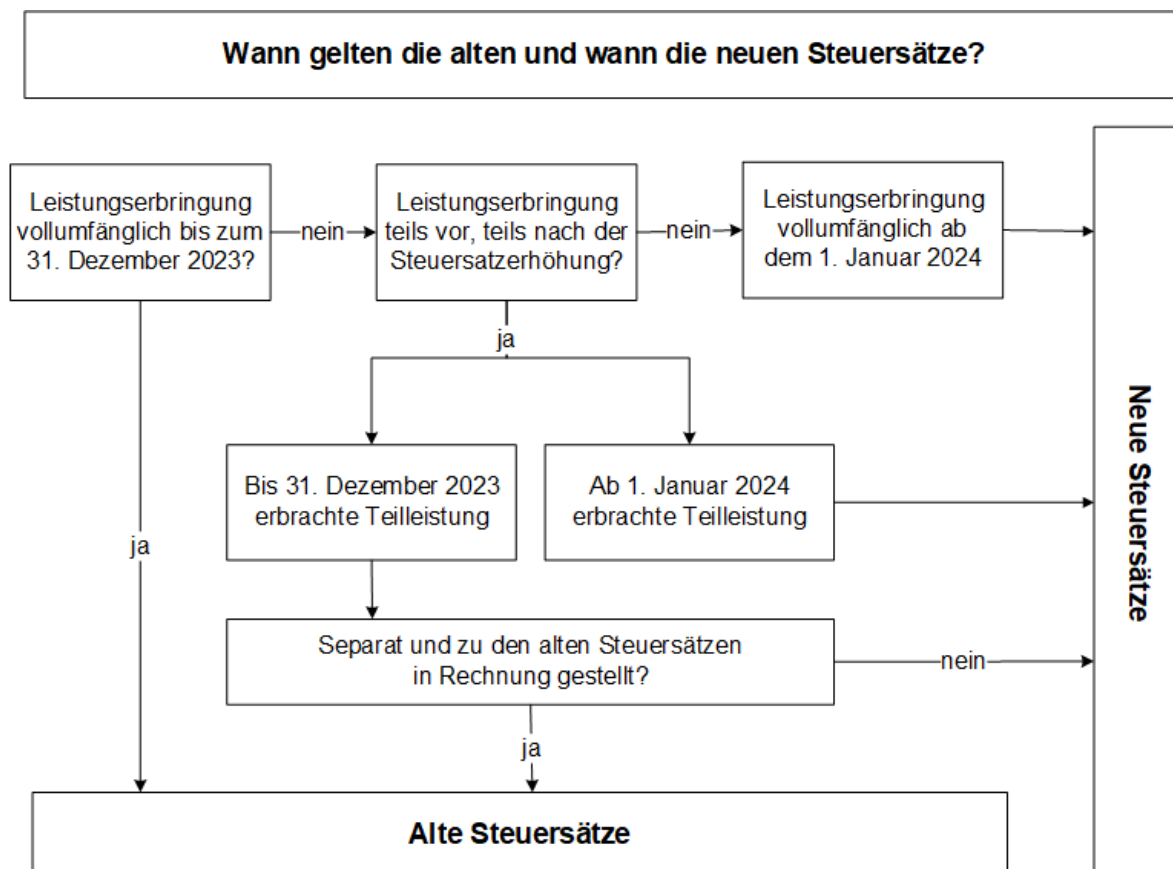 Wann gelten die alten und wann die neuen Steuersätze?
Leistungserbringung
vollumfänglich bis zum
31. Dezember 2023?
nein
Leistungserbringung
teils vor, teils nach der
Steuersatzerhöhung?
nein
Leistungserbringung
vollumfänglich ab
dem 1. Januar 2024
ja
Bis 31. Dezember 2023
erbrachte Teilleistung
Ab 1. Januar 2024
erbrachte Teilleistung
ja
Separat und zu den alten Steuersätzen
in Rechnung gestellt?
nein
ja
Neue Steuersätze
Alte Steuersätze